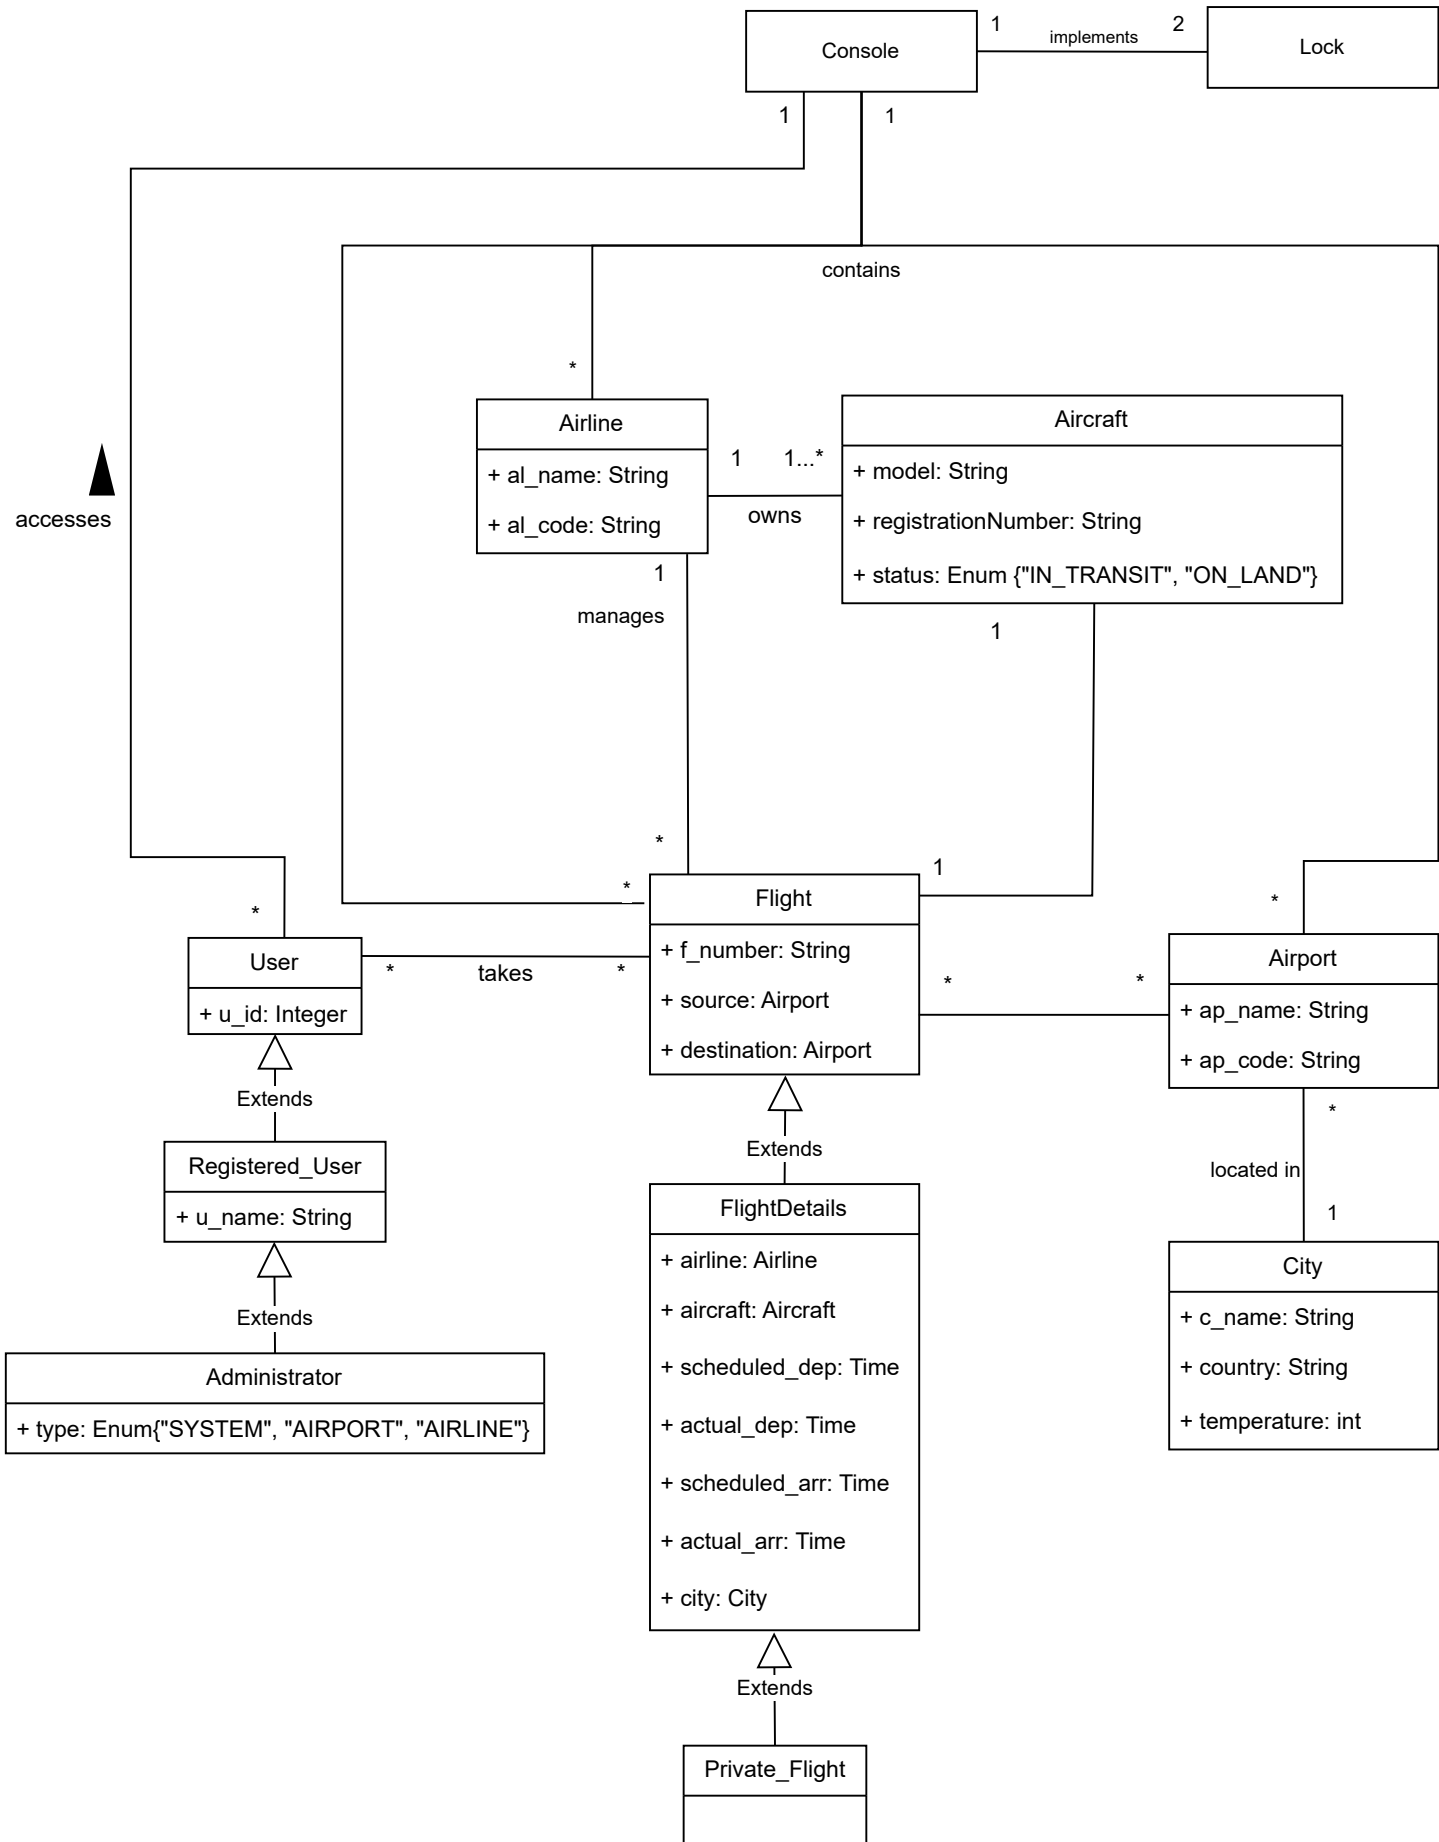 Console
1
implements
2
Lock
1
1
contains
*
Airline
+ al_name: String
+ al_code: String
1
1...*
owns
Aircraft
+ model: String
+ registrationNumber: String
+ status: Enum {"IN_TRANSIT", "ON_LAND"}
accesses
1
manages
1
*
*
1
Flight
+ f_number: String
+ source: Airport
+ destination: Airport
*
*
User
+ u_id: Integer
*
takes
*
*
*
Airport
+ ap_name: String
+ ap_code: String
Extends
Registered_User
+ u_name: String
Extends
Administrator
+ type: Enum{"SYSTEM", "AIRPORT", "AIRLINE"}
Extends
FlightDetails
+ airline: Airline
+ aircraft: Aircraft
+ scheduled_dep: Time
+ actual_dep: Time
+ scheduled_arr: Time
+ actual_arr: Time
+ city: City
*
located in
1
City
+ c_name: String
+ country: String
+ temperature: int
Extends
Private_Flight